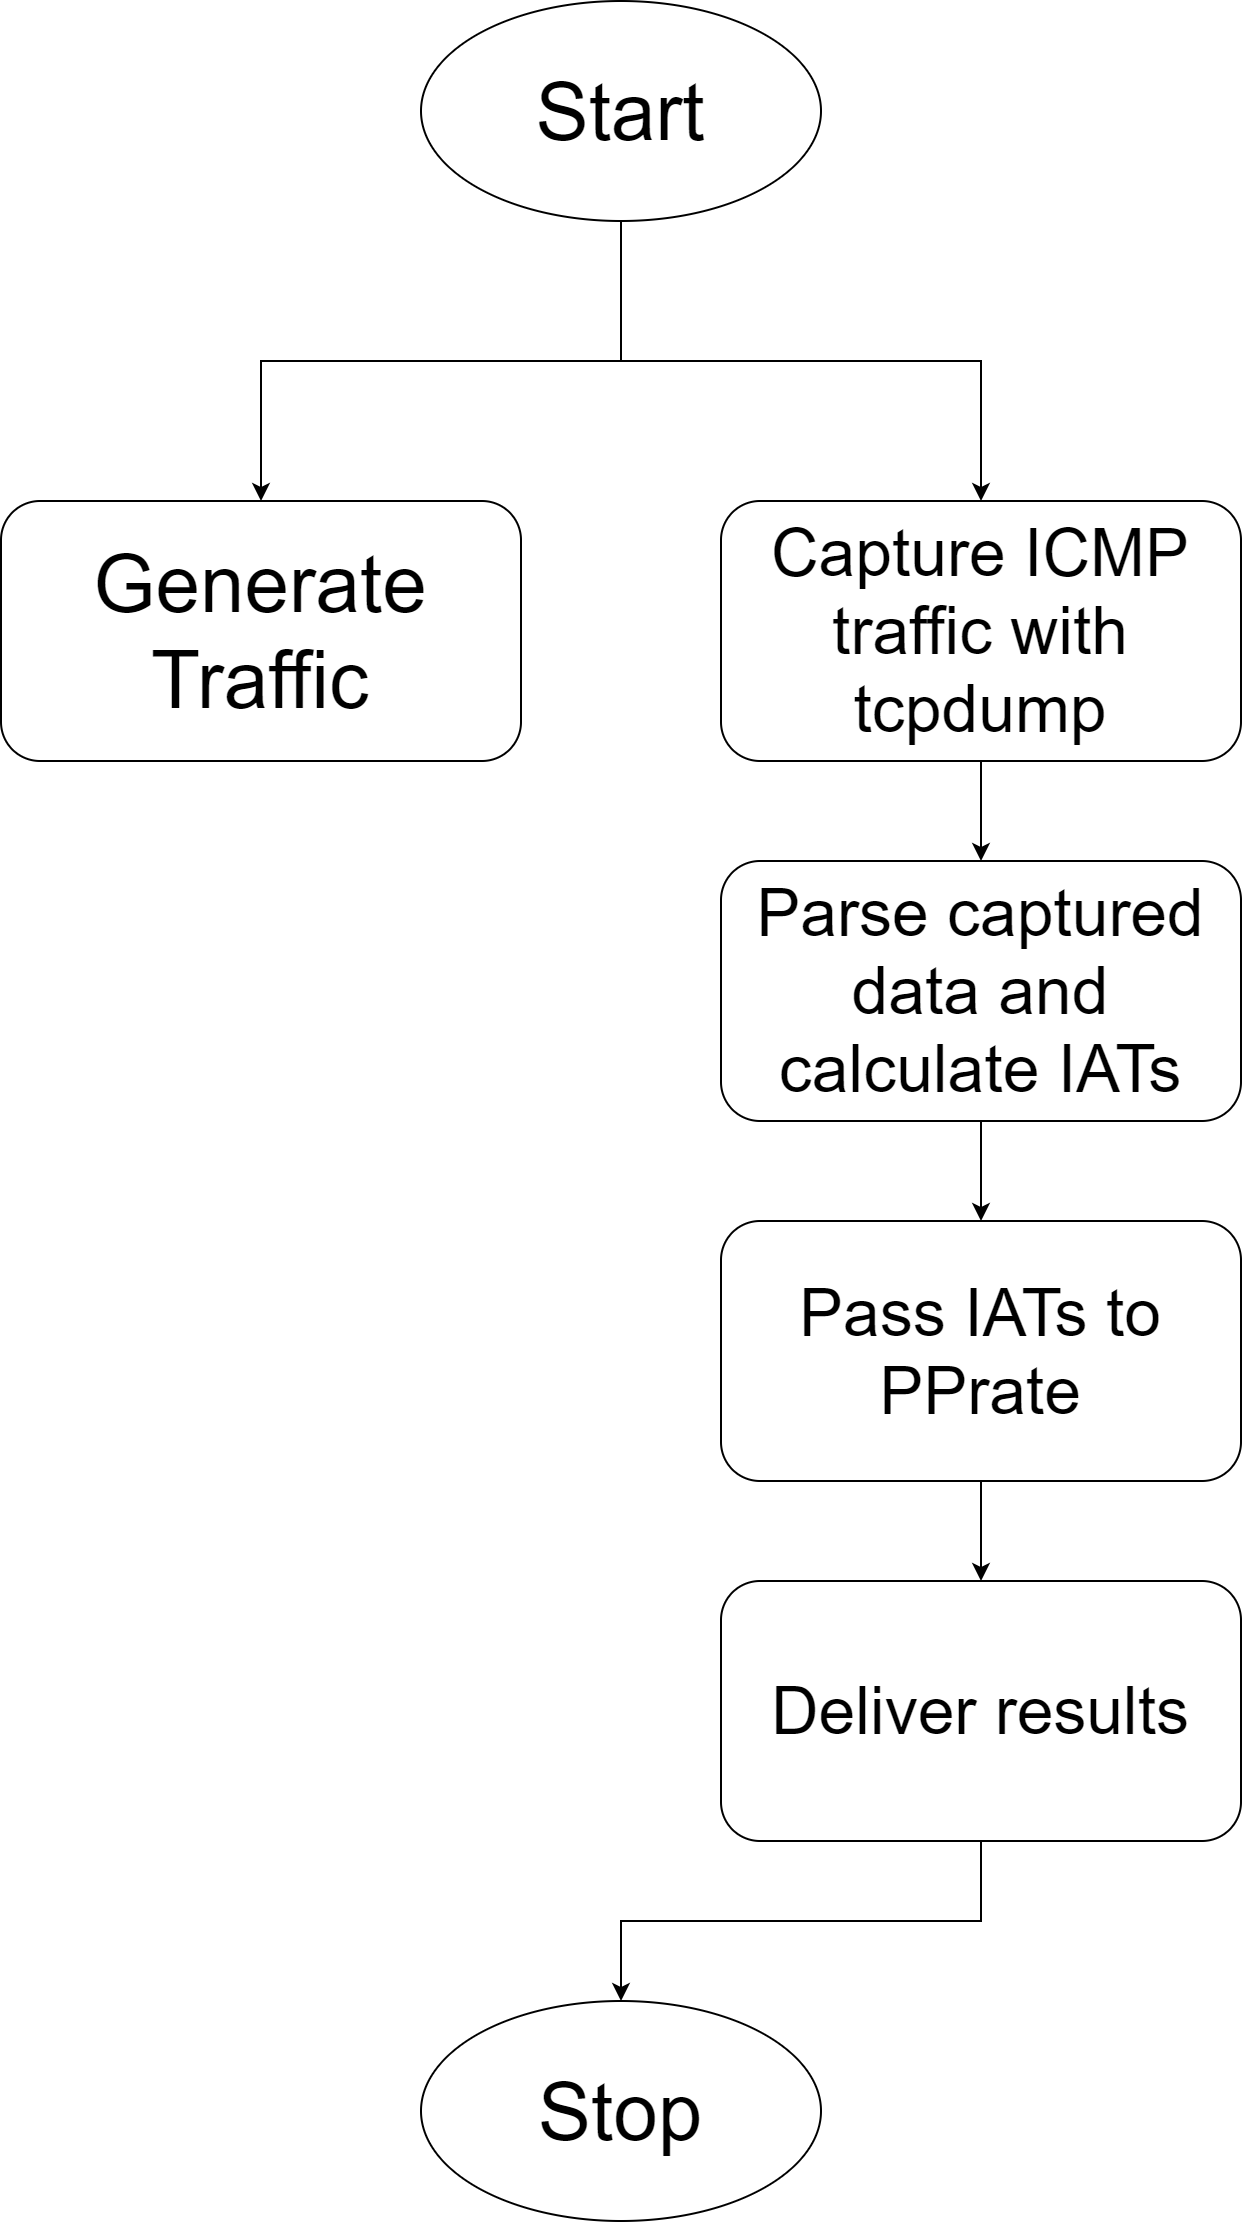 Start
Generate
Traffic
Capture ICMP
traffic with
tcpdump
Parse captured
data and
calculate IATs
Pass IATs to
PPrate
Deliver results
Stop